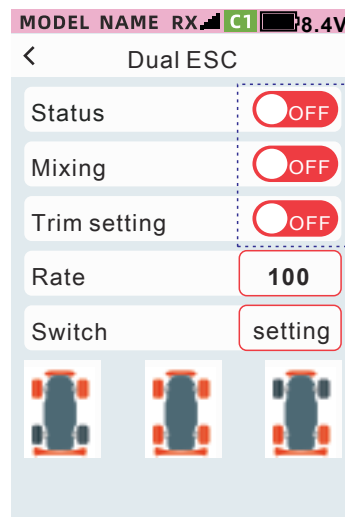 MODEL NAME RX C1 8.4V
< Dual ESC
Status OFF
Mixing OFF
Trim setting OFF
Rate 100
Switch setting